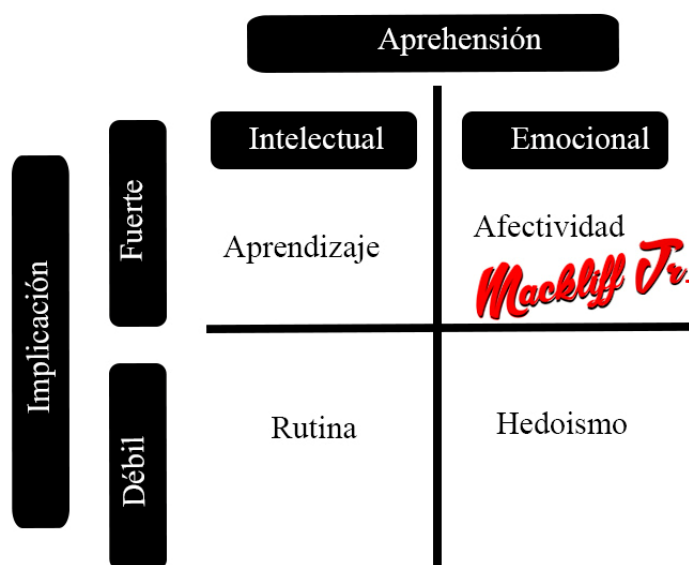 Aprehensión
Intelectual
Emocional
Implicación
Fuerte
Aprendizaje
Afectividad
Mackliff Jr.
Débil
Rutina
Hedoismo